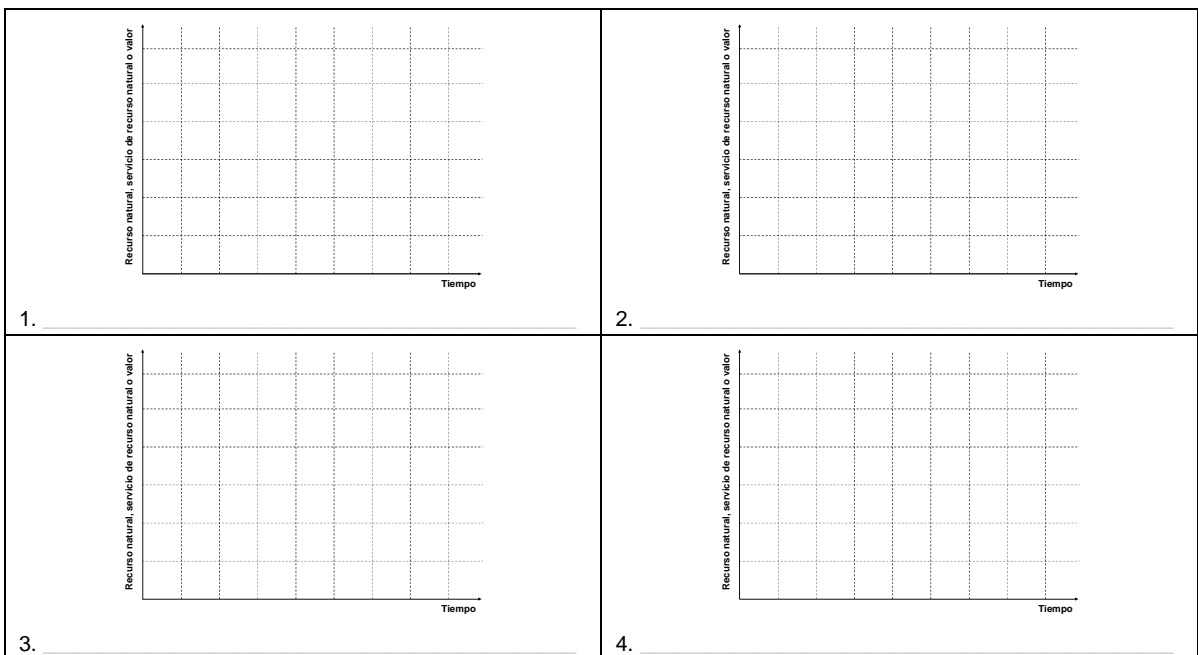 Recurso natural, servicio de recurso natural o valor
Tiempo
1.
Recurso natural, servicio de recurso natural o valor
Tiempo
2.
Recurso natural, servicio de recurso natural o valor
Tiempo
3.
Recurso natural, servicio de recurso natural o valor
Tiempo
4.